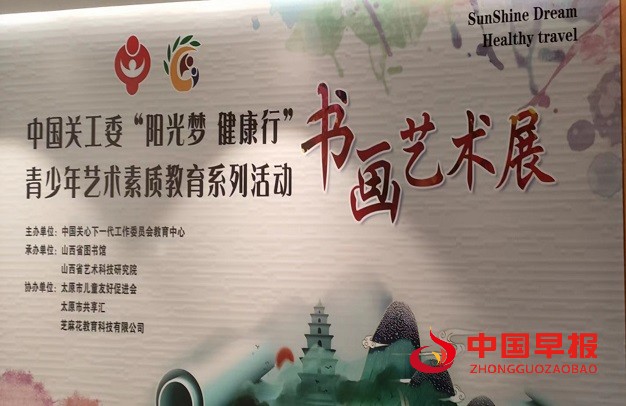 SunShine Dream
Healthy travel
中国关工委“阳光梦 健康行”
青少年艺术素质教育系列活动
书画艺术展
主办单位：中国关心下一代工作委员会教育中心
承办单位：山西省图书馆
山西省艺术科技研究院
协办单位：太原市儿童友好促进会
太原市共享汇
芝麻花教育科技有限公司
中国早报
ZHONGGUOZAOBAO